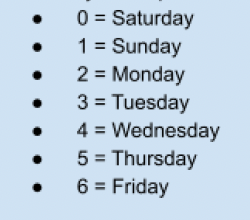 ● 0 = Saturday
● 1 = Sunday
● 2 = Monday
● 3 = Tuesday
● 4 = Wednesday
● 5 = Thursday
● 6 = Friday